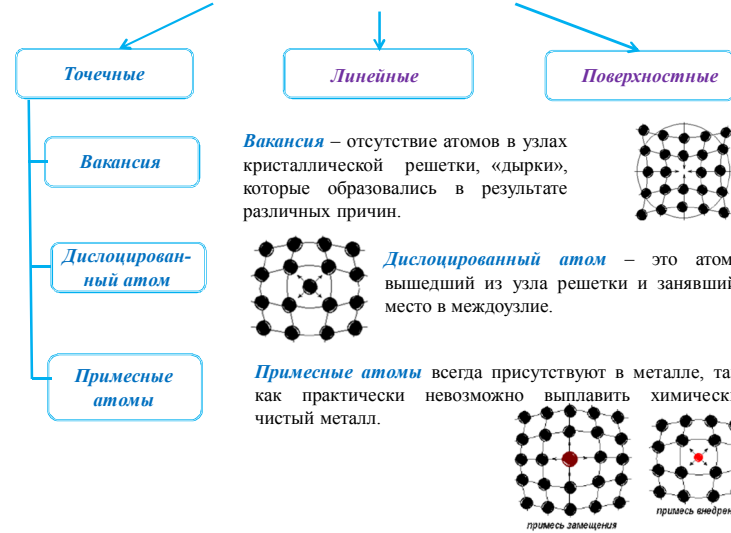 Точечные
Линейные
Поверхностные
Вакансия
Вакансия – отсутствие атомов в узлах
кристаллической решетки, «дырки»,
которые образовались в результате
различных причин.
Дислоцирован-
ный атом
Дислоцированный атом – это атом
вышедший из узла решетки и занявший
место в междоузлие.
Примесные
атомы
Примесные атомы всегда присутствуют в металле, та
как практически невозможно выплавить химически
чистый металл.
примесь замещения
примесь внедрен